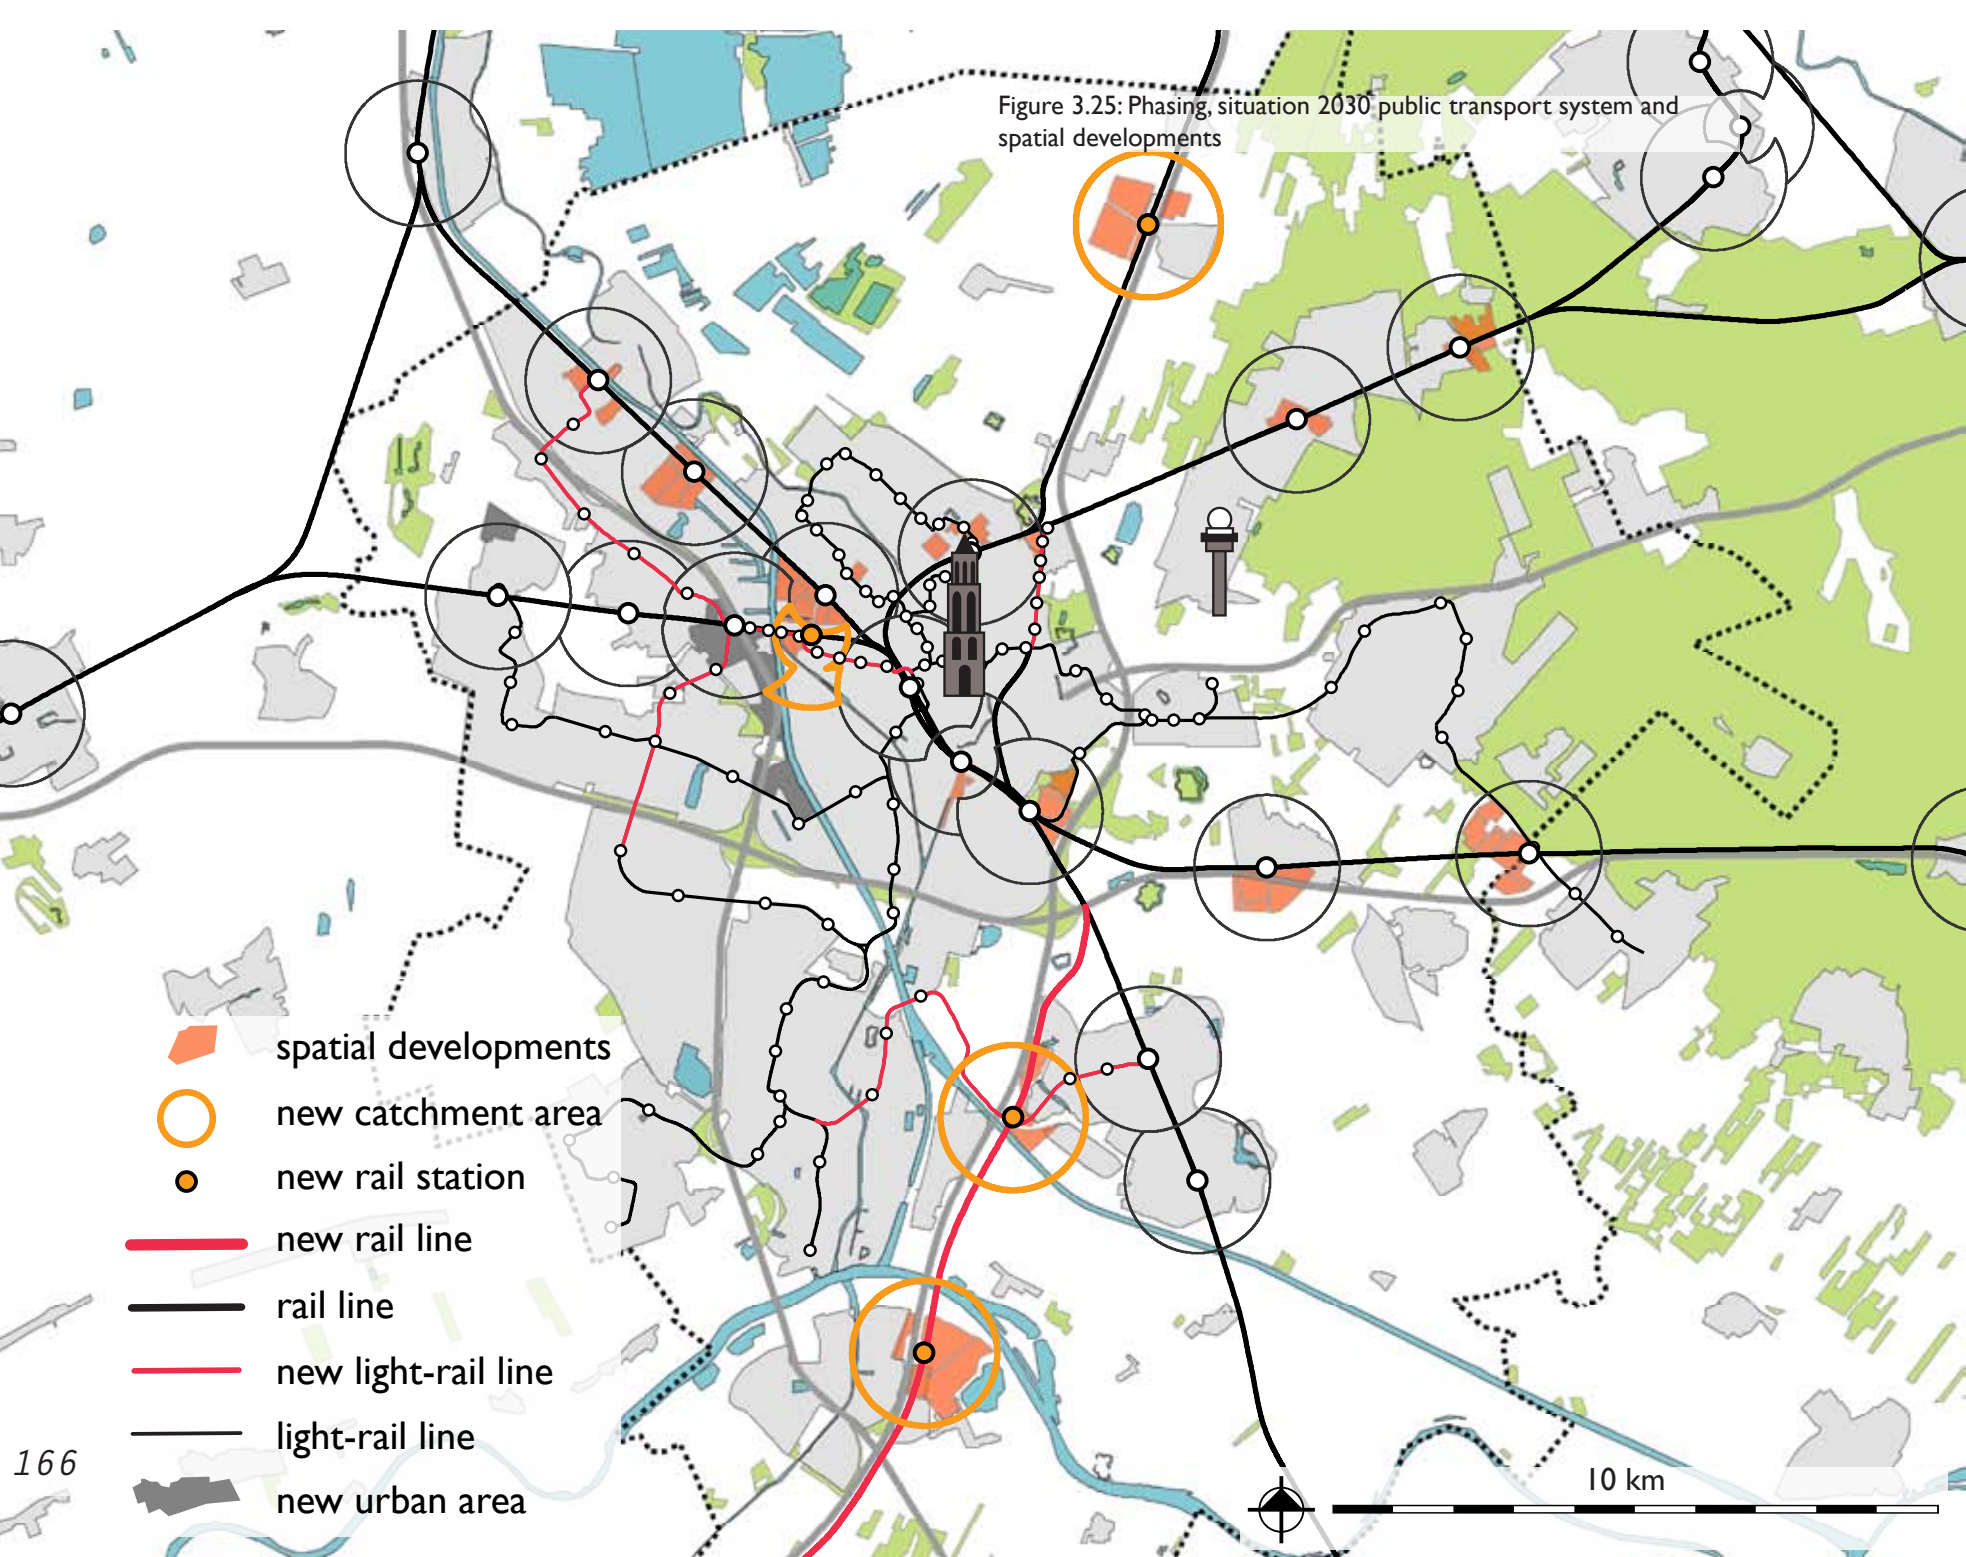 Figure 3.25: Phasing, situation 2030 public transport system and
spatial developments
spatial developments
new catchment area
new rail station
new rail line
rail line
new light-rail line
light-rail line
new urban area
166
10 km